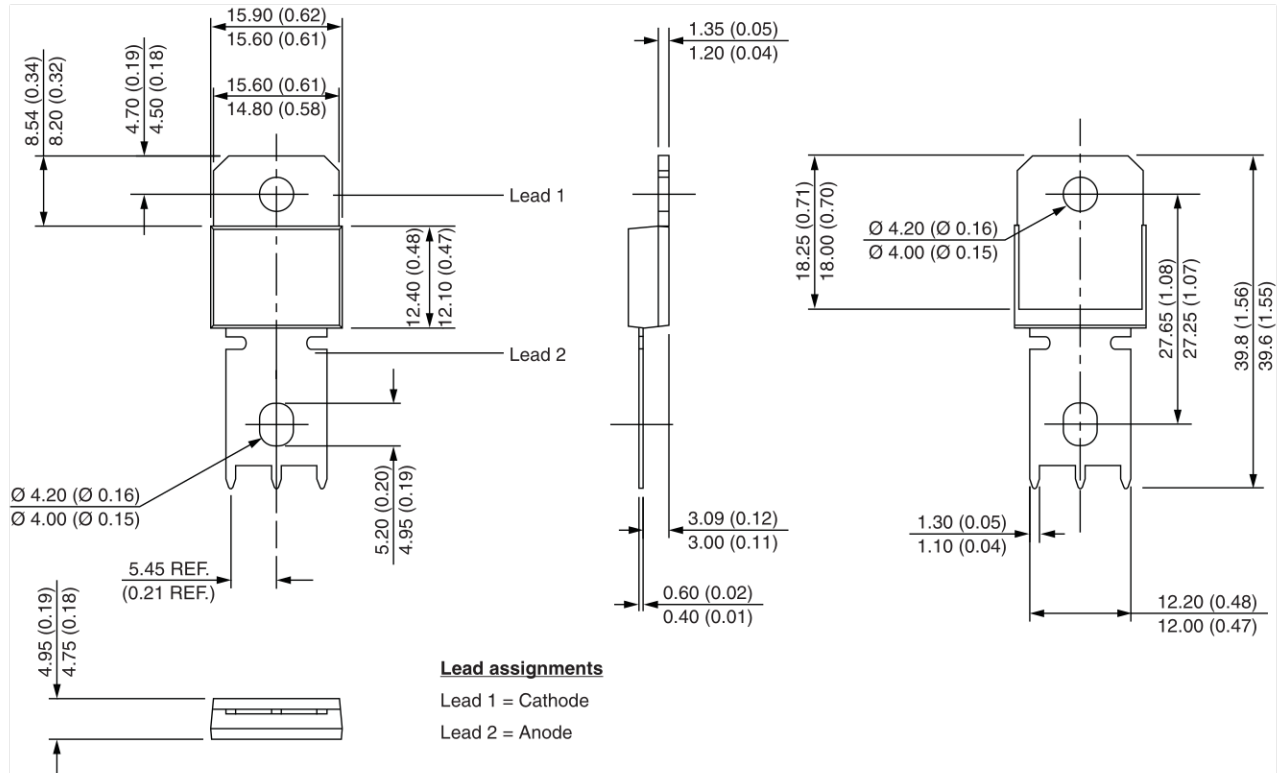 15.90 (0.62)
15.60 (0.61)
15.60 (0.61)
14.80 (0.58)
8.54 (0.34)
8.20 (0.32)
4.70 (0.19)
4.50 (0.18)
Lead 1
12.40 (0.48)
12.10 (0.47)
Lead 2
Ø 4.20 (Ø 0.16)
Ø 4.00 (Ø 0.15)
5.20 (0.20)
4.95 (0.19)
5.45 REF.
(0.21 REF.)
4.95 (0.19)
4.75 (0.18)
1.35 (0.05)
1.20 (0.04)
3.09 (0.12)
3.00 (0.11)
0.60 (0.02)
0.40 (0.01)
18.25 (0.71)
18.00 (0.70)
Ø 4.20 (Ø 0.16)
Ø 4.00 (Ø 0.15)
27.65 (1.08)
27.25 (1.07)
39.8 (1.56)
39.6 (1.55)
1.30 (0.05)
1.10 (0.04)
12.20 (0.48)
12.00 (0.47)
Lead assignments
Lead 1 = Cathode
Lead 2 = Anode